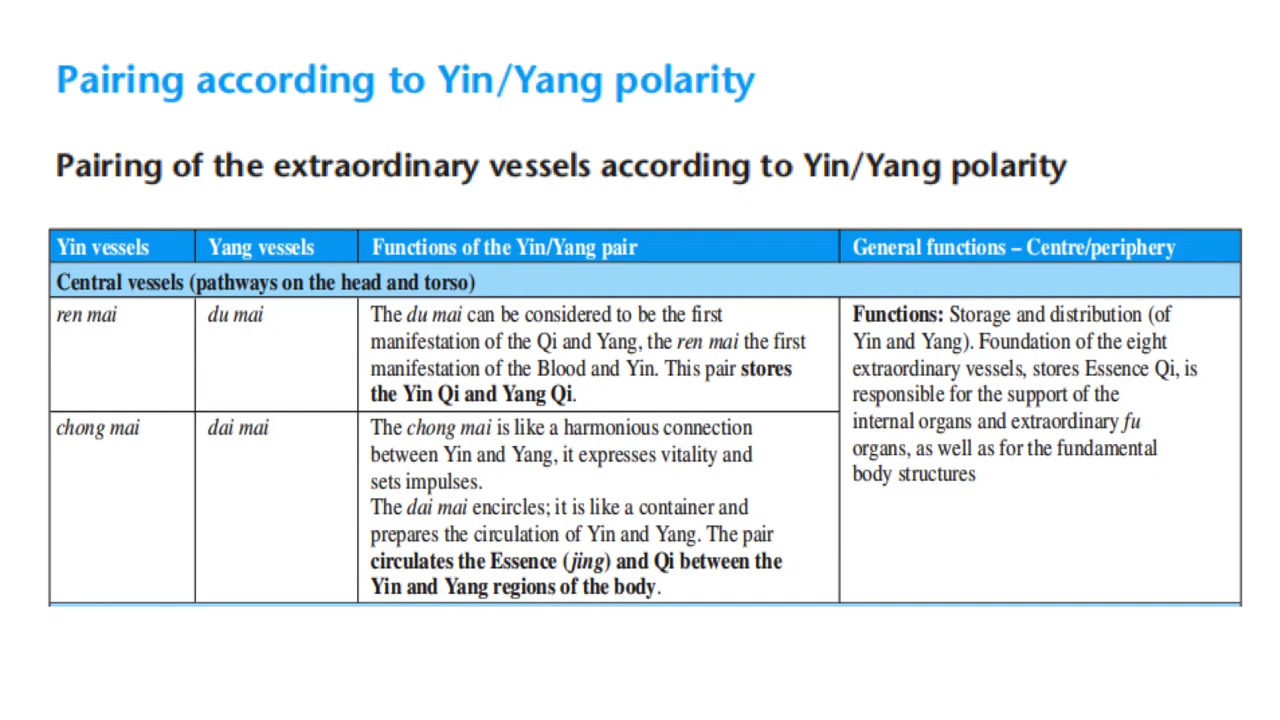 Pairing according to Yin/Yang polarity
Pairing of the extraordinary vessels according to Yin/Yang polarity
Yin vessels Yang vessels Functions of the Yin/Yang pair General functions – Centre/periphery
Central vessels (pathways on the head and torso)
ren mai
du mai
The du mai can be considered to be the first
manifestation of the Qi and Yang, the ren mai the first
manifestation of the Blood and Yin. This pair stores
the Yin Qi and Yang Qi.
Functions: Storage and distribution (of
Yin and Yang). Foundation of the eight
extraordinary vessels, stores Essence Qi, is
responsible for the support of the
internal organs and extraordinary fu
organs, as well as for the fundamental
body structures
chong mai
dai mai
The chong mai is like a harmonious connection
between Yin and Yang, it expresses vitality and
sets impulses.
The dai mai encircles; it is like a container and
prepares the circulation of Yin and Yang. The pair
circulates the Essence (jing) and Qi between the
Yin and Yang regions of the body.